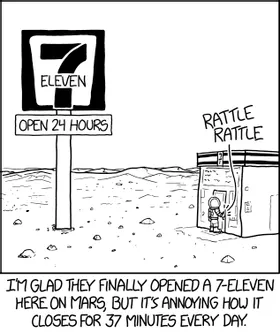 7
ELEVEN
OPEN 24 HOURS
RATTLE
RATTLE
I'M GLAD THEY FINALLY OPENED A 7-ELEVEN
HERE ON MARS, BUT IT'S ANNOYING HOW IT
CLOSES FOR 37 MINUTES EVERY DAY.